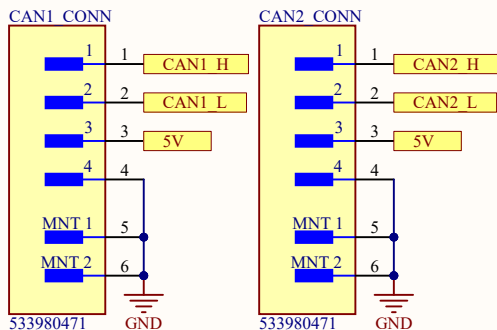 CAN1_CONN
1 1 CAN1_H
2 2 CAN1_L
3 3 5V
4 4
MNT 1 5
MNT 2 6
533980471
GND
CAN2_CONN
1 1 CAN2_H
2 2 CAN2_L
3 3 5V
4 4
MNT 1 5
MNT 2 6
533980471
GND